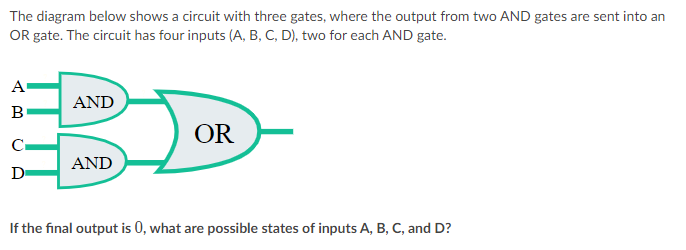 The diagram below shows a circuit with three gates, where the output from two AND gates are sent into an
OR gate. The circuit has four inputs (A, B, C, D), two for each AND gate.
A
AND
B
OR
C
AND
D
If the final output is 0, what are possible states of inputs A, B, C, and D?